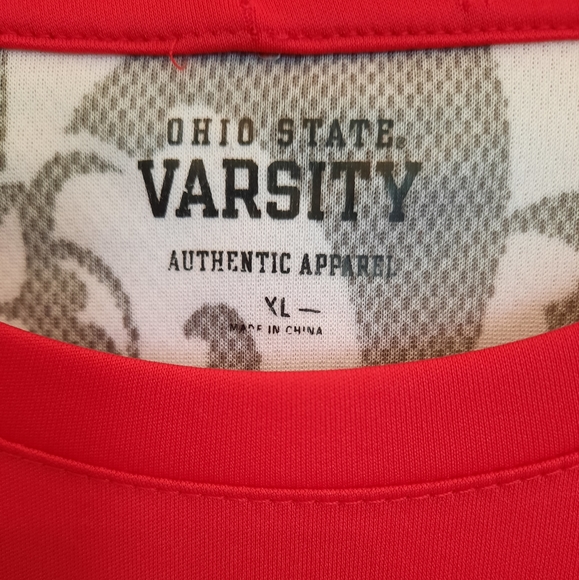 OHIO STATE®
VARSITY
AUTHENTIC APPAREL
XL —
MADE IN CHINA